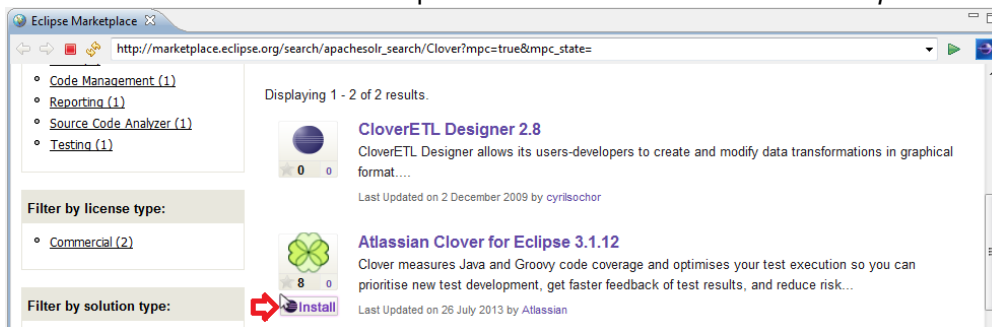 Eclipse Marketplace
http://marketplace.eclipse.org/search/apachesolr_search/Clover?mpc=true&mpc_state=
Code Management (1)
Reporting (1)
Source Code Analyzer (1)
Testing (1)
Filter by license type:
Commercial (2)
Filter by solution type:
Displaying 1 - 2 of 2 results.
CloverETL Designer 2.8
CloverETL Designer allows its users-developers to create and modify data transformations in graphical
format....
0 0
Last Updated on 2 December 2009 by cyrilsochor
Atlassian Clover for Eclipse 3.1.12
Clover measures Java and Groovy code coverage and optimises your test execution so you can
prioritise new test development, get faster feedback of test results, and reduce risk...
8 0
Install
Last Updated on 26 July 2013 by Atlassian